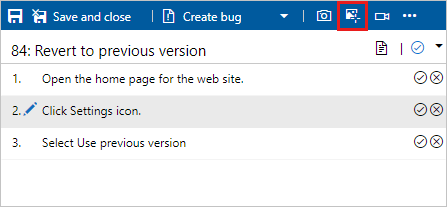 Save and close Create bug
84: Revert to previous version
1. Open the home page for the web site.
2. Click Settings icon.
3. Select Use previous version